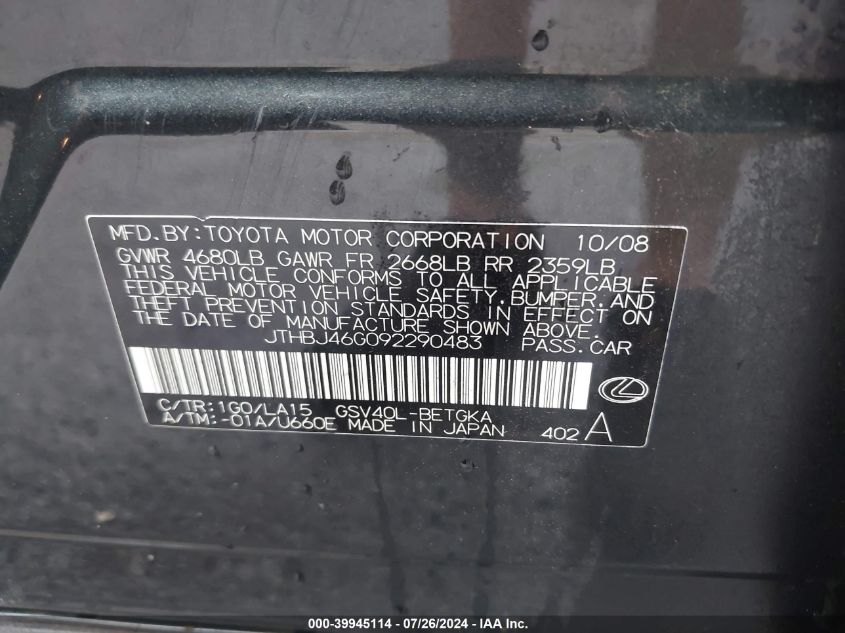 MFD.BY:TOYOTA MOTOR CORPORATION 10/08
GVWR 4680LB GAWR FR 2668LB RR 2359LB
THIS VEHICLE CONFORMS TO ALL APPLICABLE
FEDERAL MOTOR VEHICLE SAFETY,BUMPER,AND
THEFT PREVENTION STANDARDS IN EFFECT ON
THE DATE OF MANUFACTURE SHOWN ABOVE.
JTHBJ46G092290483 PASS.CAR
C/TR:1G0/LA15 GSV40L-BETGKA
A/TM:-01A/U660E MADE IN JAPAN 402 A
000-39945114 - 07/26/2024 - IAA Inc.